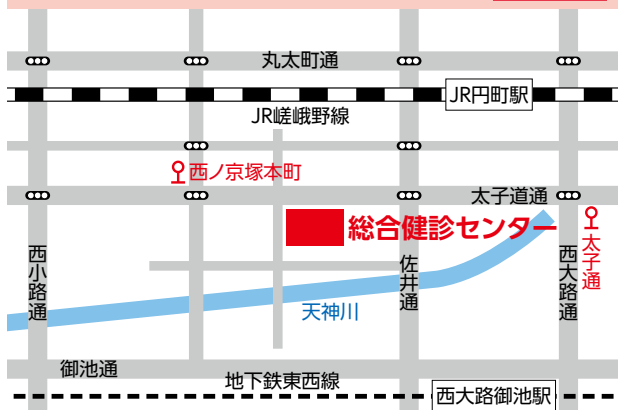 丸太町通
JR円町駅
JR嵯峨野線
西ノ京塚本町
太子道通
総合健診センター
太子通
西小路通
佐井通
西大路通
天神川
御池通
地下鉄東西線
西大路御池駅